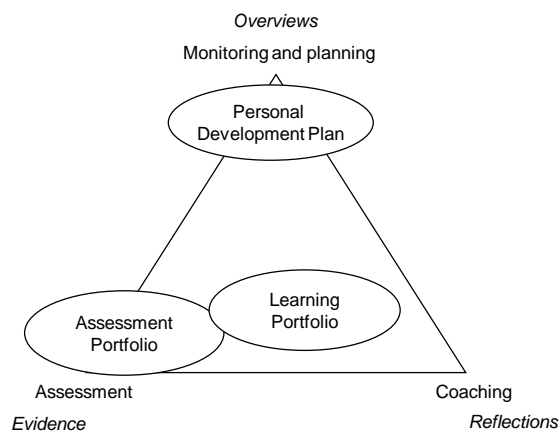 Overviews
Monitoring and planning
Personal
Development Plan
Learning
Portfolio
Assessment
Portfolio
Assessment
Coaching
Evidence
Reflections